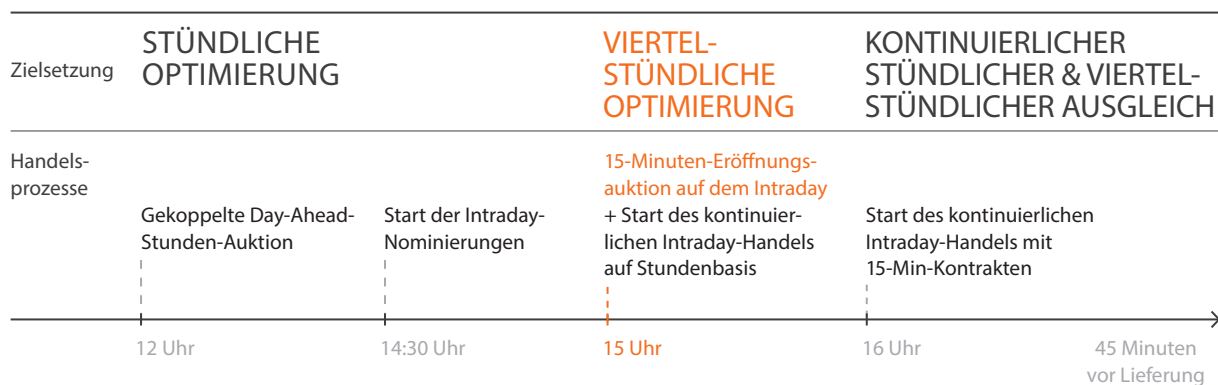 Zielsetzung
STÜNDLICHE
OPTIMIERUNG
VIERTEL-
STÜNDLICHE
OPTIMIERUNG
KONTINUIERLICHER
STÜNDLICHER & VIERTEL-
STÜNDLICHER AUSGLEICH
Handels-
prozesse
Gekoppelte Day-Ahead-
Stunden-Auktion
Start der Intraday-
Nominierungen
15-Minuten-Eröffnungs-
auktion auf dem Intraday
+ Start des kontinuier-
lichen Intraday-Handels
auf Stundenbasis
Start des kontinuierlichen
Intraday-Handels mit
15-Min-Kontrakten
12 Uhr
14:30 Uhr
15 Uhr
16 Uhr
45 Minuten
vor Lieferung